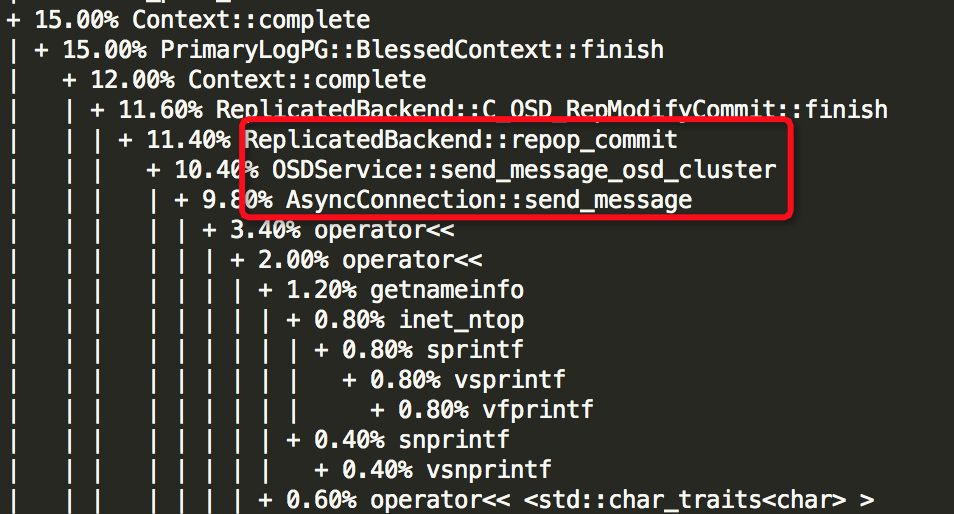 + 15.00% Context::complete
| + 15.00% PrimaryLogPG::BlessedContext::finish
|   + 12.00% Context::complete
|   | + 11.60% ReplicatedBackend::C_OSD_RepModifyCommit::finish
|   | | + 11.40% ReplicatedBackend::repop_commit
|   | |   + 10.40% OSDService::send_message_osd_cluster
|   | |   | + 9.80% AsyncConnection::send_message
|   | |   | | + 3.40% operator<<
|   | |   | | | + 2.00% operator<<
|   | |   | | | | + 1.20% getnameinfo
|   | |   | | | | | + 0.80% inet_ntop
|   | |   | | | | | | + 0.80% sprintf
|   | |   | | | | | |   + 0.80% vsprintf
|   | |   | | | | | |     + 0.80% vfprintf
|   | |   | | | | | + 0.40% snprintf
|   | |   | | | | |   + 0.40% vsnprintf
|   | |   | | | | + 0.60% operator<< <std::char_traits<char> >